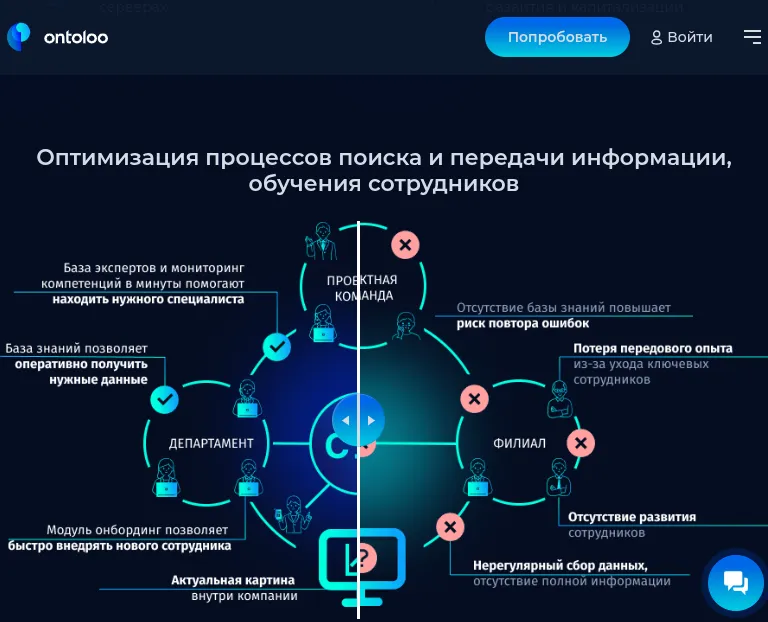 серверах
развития и капитализации
ontoloo
Попробовать
Войти
Оптимизация процессов поиска и передачи информации,
обучения сотрудников
База экспертов и мониторинг
компетенций в минуты помогают
находить нужного специалиста
ПРОЕКТНАЯ
КОМАНДА
Отсутствие базы знаний повышает
риск повтора ошибок
База знаний позволяет
оперативно получить
нужные данные
Потеря передового опыта
из-за ухода ключевых
сотрудников
ДЕПАРТАМЕНТ
ФИЛИАЛ
Отсутствие развития
сотрудников
Модуль онбординг позволяет
быстро внедрять нового сотрудника
Нерегулярный сбор данных,
отсутствие полной информации
Актуальная картина
внутри компании